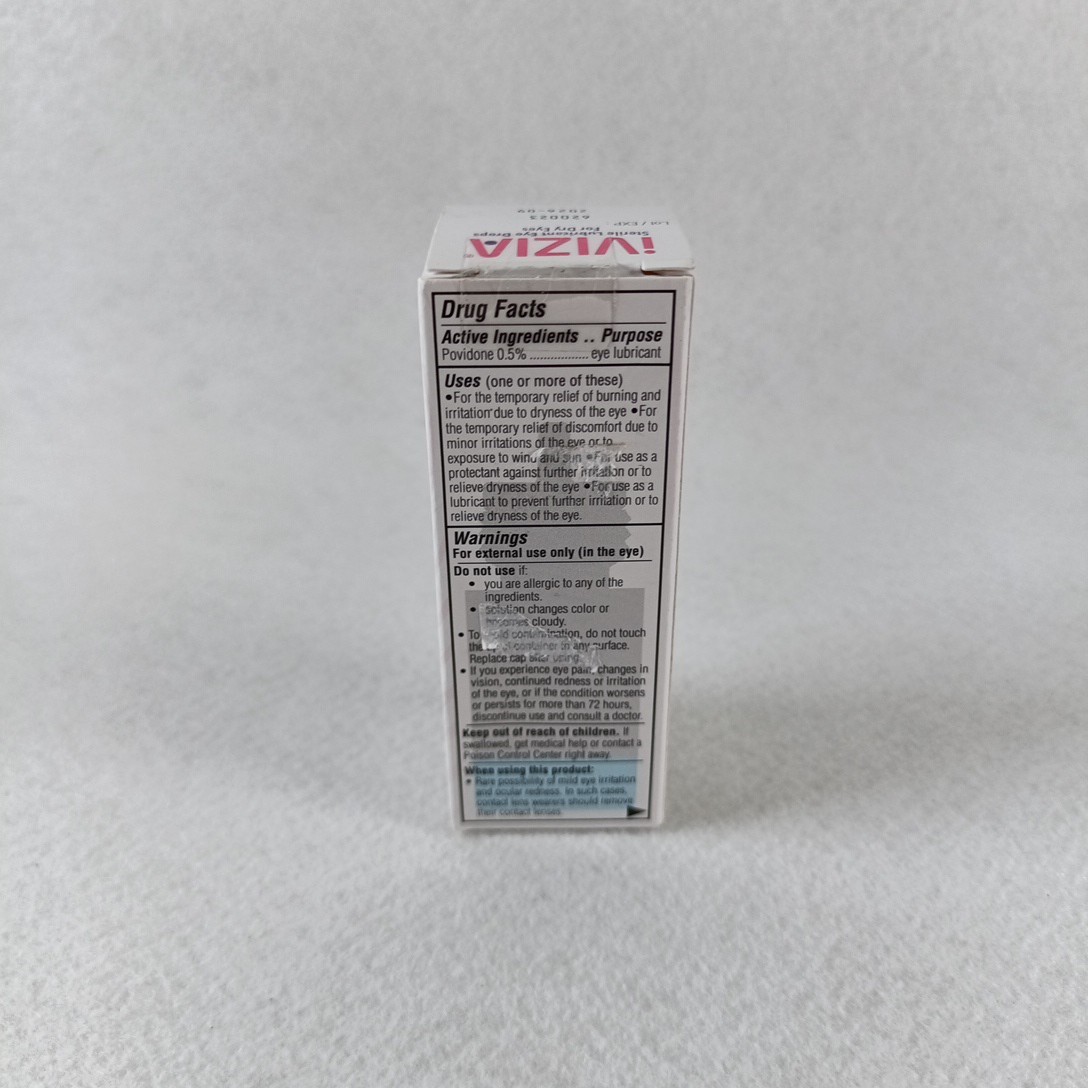 2026-09
620023
Lot / EXP
For Dry Eyes
Sterile Lubricant Eye Drops
iVIZIA
Drug Facts
Active Ingredients .. Purpose
Povidone 0.5% .................. eye lubricant
Uses (one or more of these)
•For the temporary relief of burning and
irritation due to dryness of the eye •For
the temporary relief of discomfort due to
minor irritations of the eye or to
exposure to wind and sun •For use as a
protectant against further irritation or to
relieve dryness of the eye •For use as a
lubricant to prevent further irritation or to
relieve dryness of the eye.
Warnings
For external use only (in the eye)
Do not use if:
• you are allergic to any of the
ingredients.
• solution changes color or
becomes cloudy.
• To avoid contamination, do not touch
the tip of container to any surface.
Replace cap after using.
• If you experience eye pain, changes in
vision, continued redness or irritation
of the eye, or if the condition worsens
or persists for more than 72 hours,
discontinue use and consult a doctor.
Keep out of reach of children. If
swallowed, get medical help or contact a
Poison Control Center right away.
When using this product:
• Rare possibility of mild eye irritation
and ocular redness. In such cases,
contact lens wearers should remove
their contact lenses.